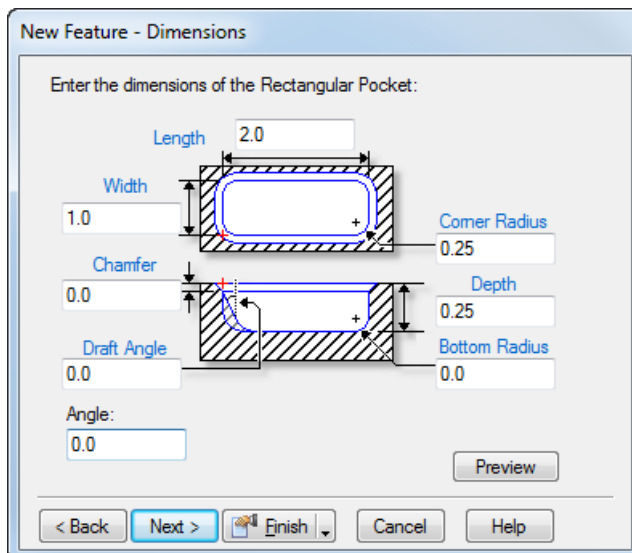 New Feature - Dimensions
Enter the dimensions of the Rectangular Pocket:
Length 2.0
Width
1.0
Corner Radius
0.25
Chamfer
0.0
Depth
0.25
Draft Angle
0.0
Bottom Radius
0.0
Angle:
0.0
Preview
< Back Next > Finish Cancel Help